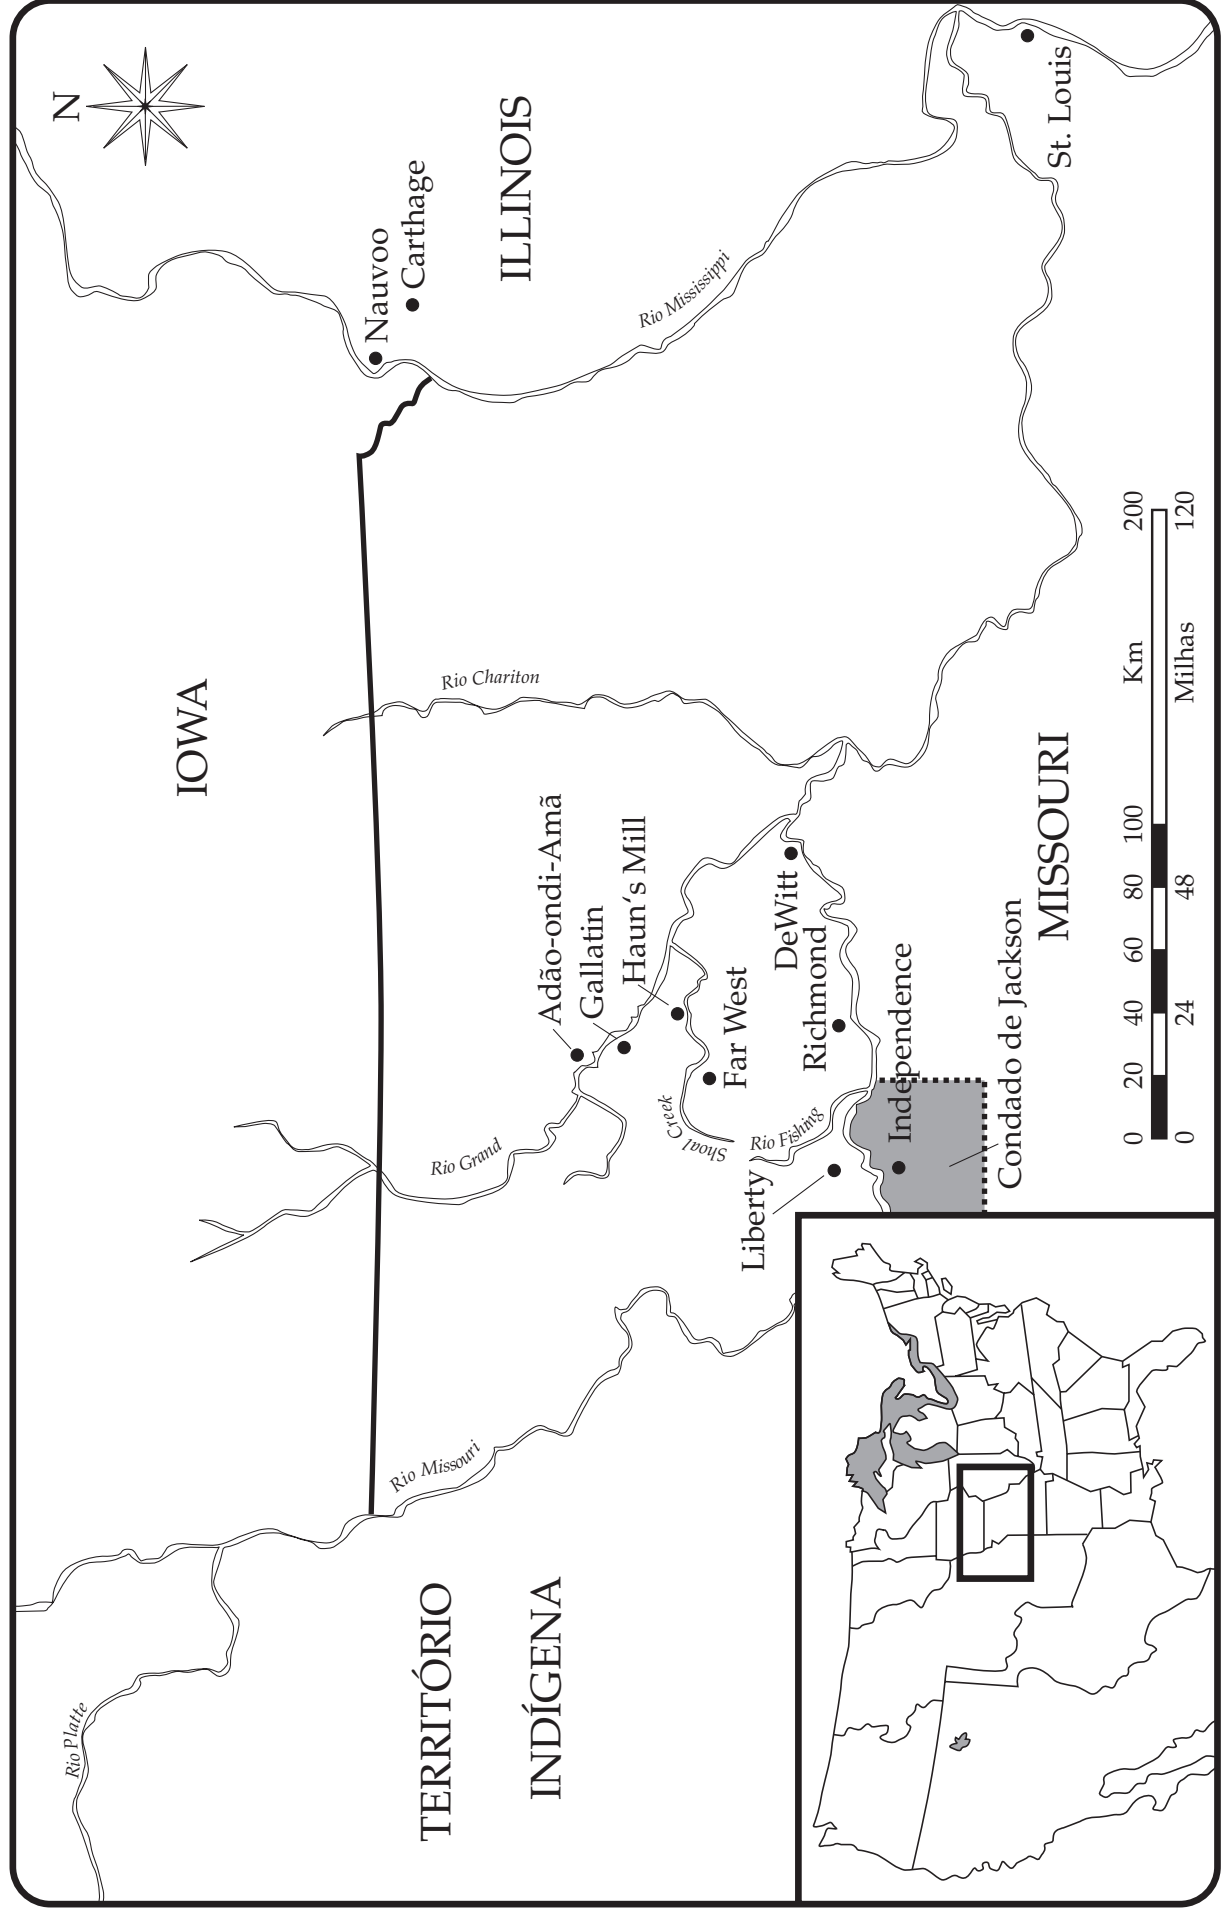 N
IOWA
ILLINOIS
MISSOURI
TERRITÓRIO
INDÍGENA
Rio Platte
Rio Missouri
Rio Grand
Rio Chariton
Rio Mississippi
Nauvoo
Carthage
St. Louis
Adão-ondi-Amã
Gallatin
Haun´s Mill
Shoal Creek
Far West
DeWitt
Richmond
Rio Fishing
Liberty
Independence
Condado de Jackson
Km
0 20 40 60 80 100 200
0 24 48 120
Milhas